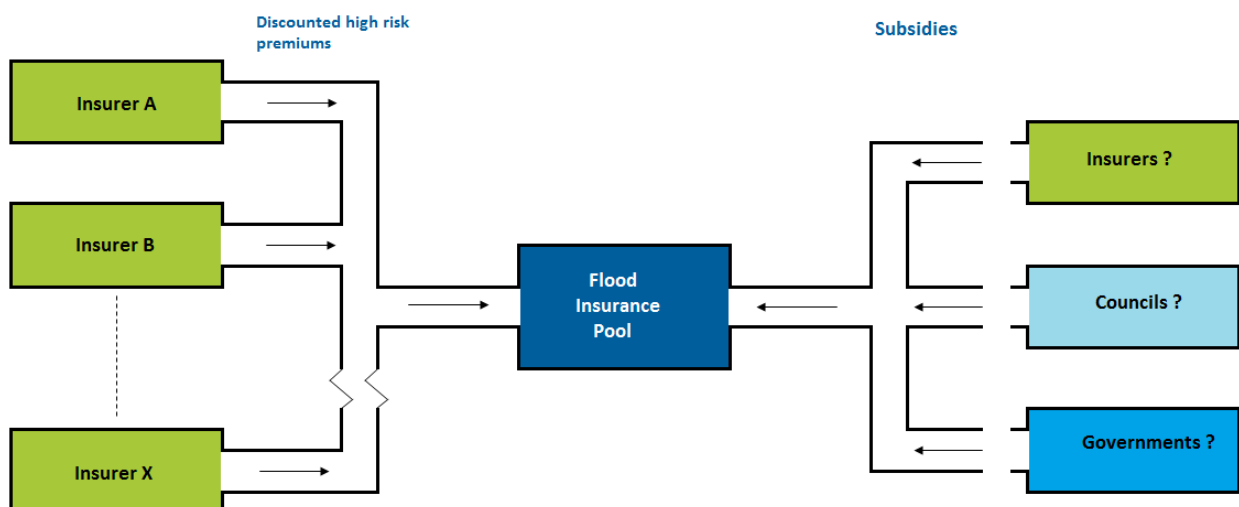 Discounted high risk
premiums
Subsidies
Insurer A
Insurers ?
Insurer B
Flood
Insurance
Pool
Councils ?
Insurer X
Governments ?